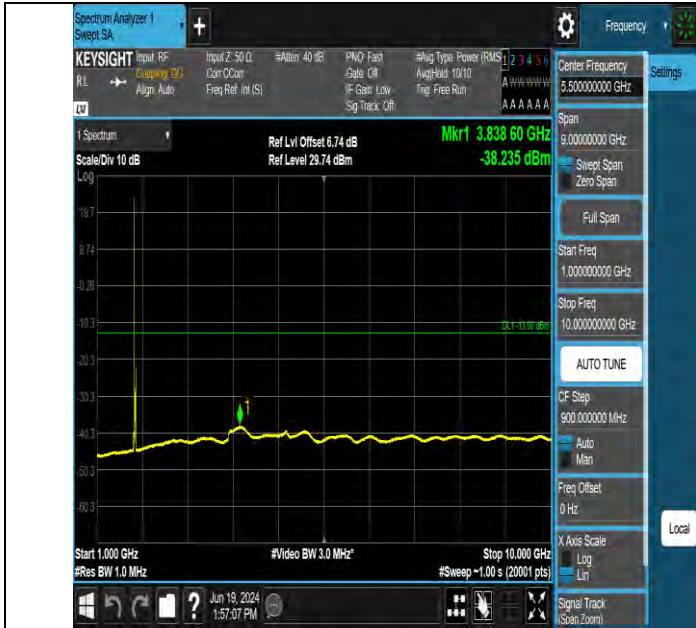 Spectrum Analyzer 1
Swept SA
+
Frequency
KEYSIGHT
RL
Input: RF
Coupling: DC
Align: Auto
Input Z: 50 Ω
Corr CCorr
Freq Ref: Int (S)
#Atten: 40 dB
PNO: Fast
Gate: Off
IF Gain: Low
Sig Track: Off
#Avg Type: Power (RMS
Avg|Hold: 10/10
Trig: Free Run
1 2 3 4 5 6
A W W W W W
A A A A A A
LW
Center Frequency
5.500000000 GHz
Settings
Span
9.00000000 GHz
Swept Span
Zero Span
Full Span
Start Freq
1.000000000 GHz
Stop Freq
10.000000000 GHz
AUTO TUNE
CF Step
900.000000 MHz
Auto
Man
Freq Offset
0 Hz
X Axis Scale
Log
Lin
Signal Track
(Span Zoom)
Local
1 Spectrum
Scale/Div 10 dB
Log
Ref Lvl Offset 6.74 dB
Ref Level 29.74 dBm
Mkr1 3.838 60 GHz
-38.235 dBm
19.7
9.74
-0.26
-10.3
-20.3
-30.3
-40.3
-50.3
-60.3
DL1 -13.00 dBm
1
Start 1.000 GHz
#Res BW 1.0 MHz
#Video BW 3.0 MHz*
Stop 10.000 GHz
#Sweep ~1.00 s (20001 pts)
?
Jun 19, 2024
1:57:07 PM